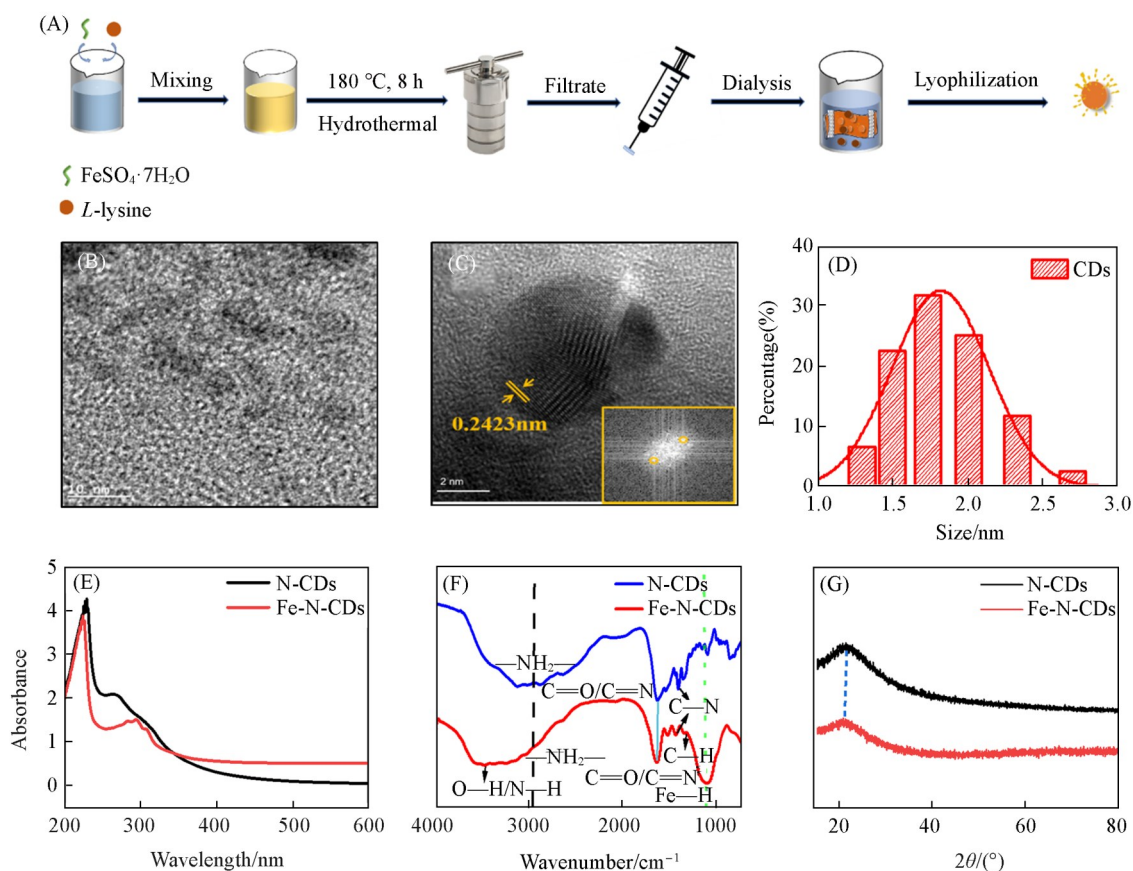 (A)
Mixing
180 ℃, 8 h
Hydrothermal
Filtrate
Dialysis
Lyophilization
FeSO₄·7H₂O
L-lysine
(B)
10 nm
(C)
0.2423nm
2 nm
(D)
CDs
40
30
20
10
0
Percentage(%)
1.0 1.5 2.0 2.5 3.0
Size/nm
(E)
N-CDs
Fe-N-CDs
5
4
3
2
1
0
Absorbance
200 300 400 500 600
Wavelength/nm
(F)
N-CDs
Fe-N-CDs
—NH₂—
C=O/C=N
C—N
C—H
—NH₂—
C=O/C=N
O—H/N—H
Fe—H
4000 3000 2000 1000
Wavenumber/cm⁻¹
(G)
N-CDs
Fe-N-CDs
20 40 60 80
2θ/(°)